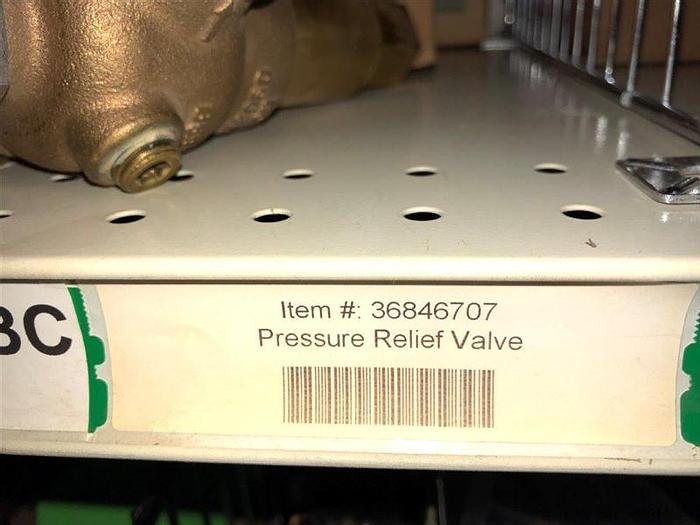 BC
Item #: 36846707
Pressure Relief Valve